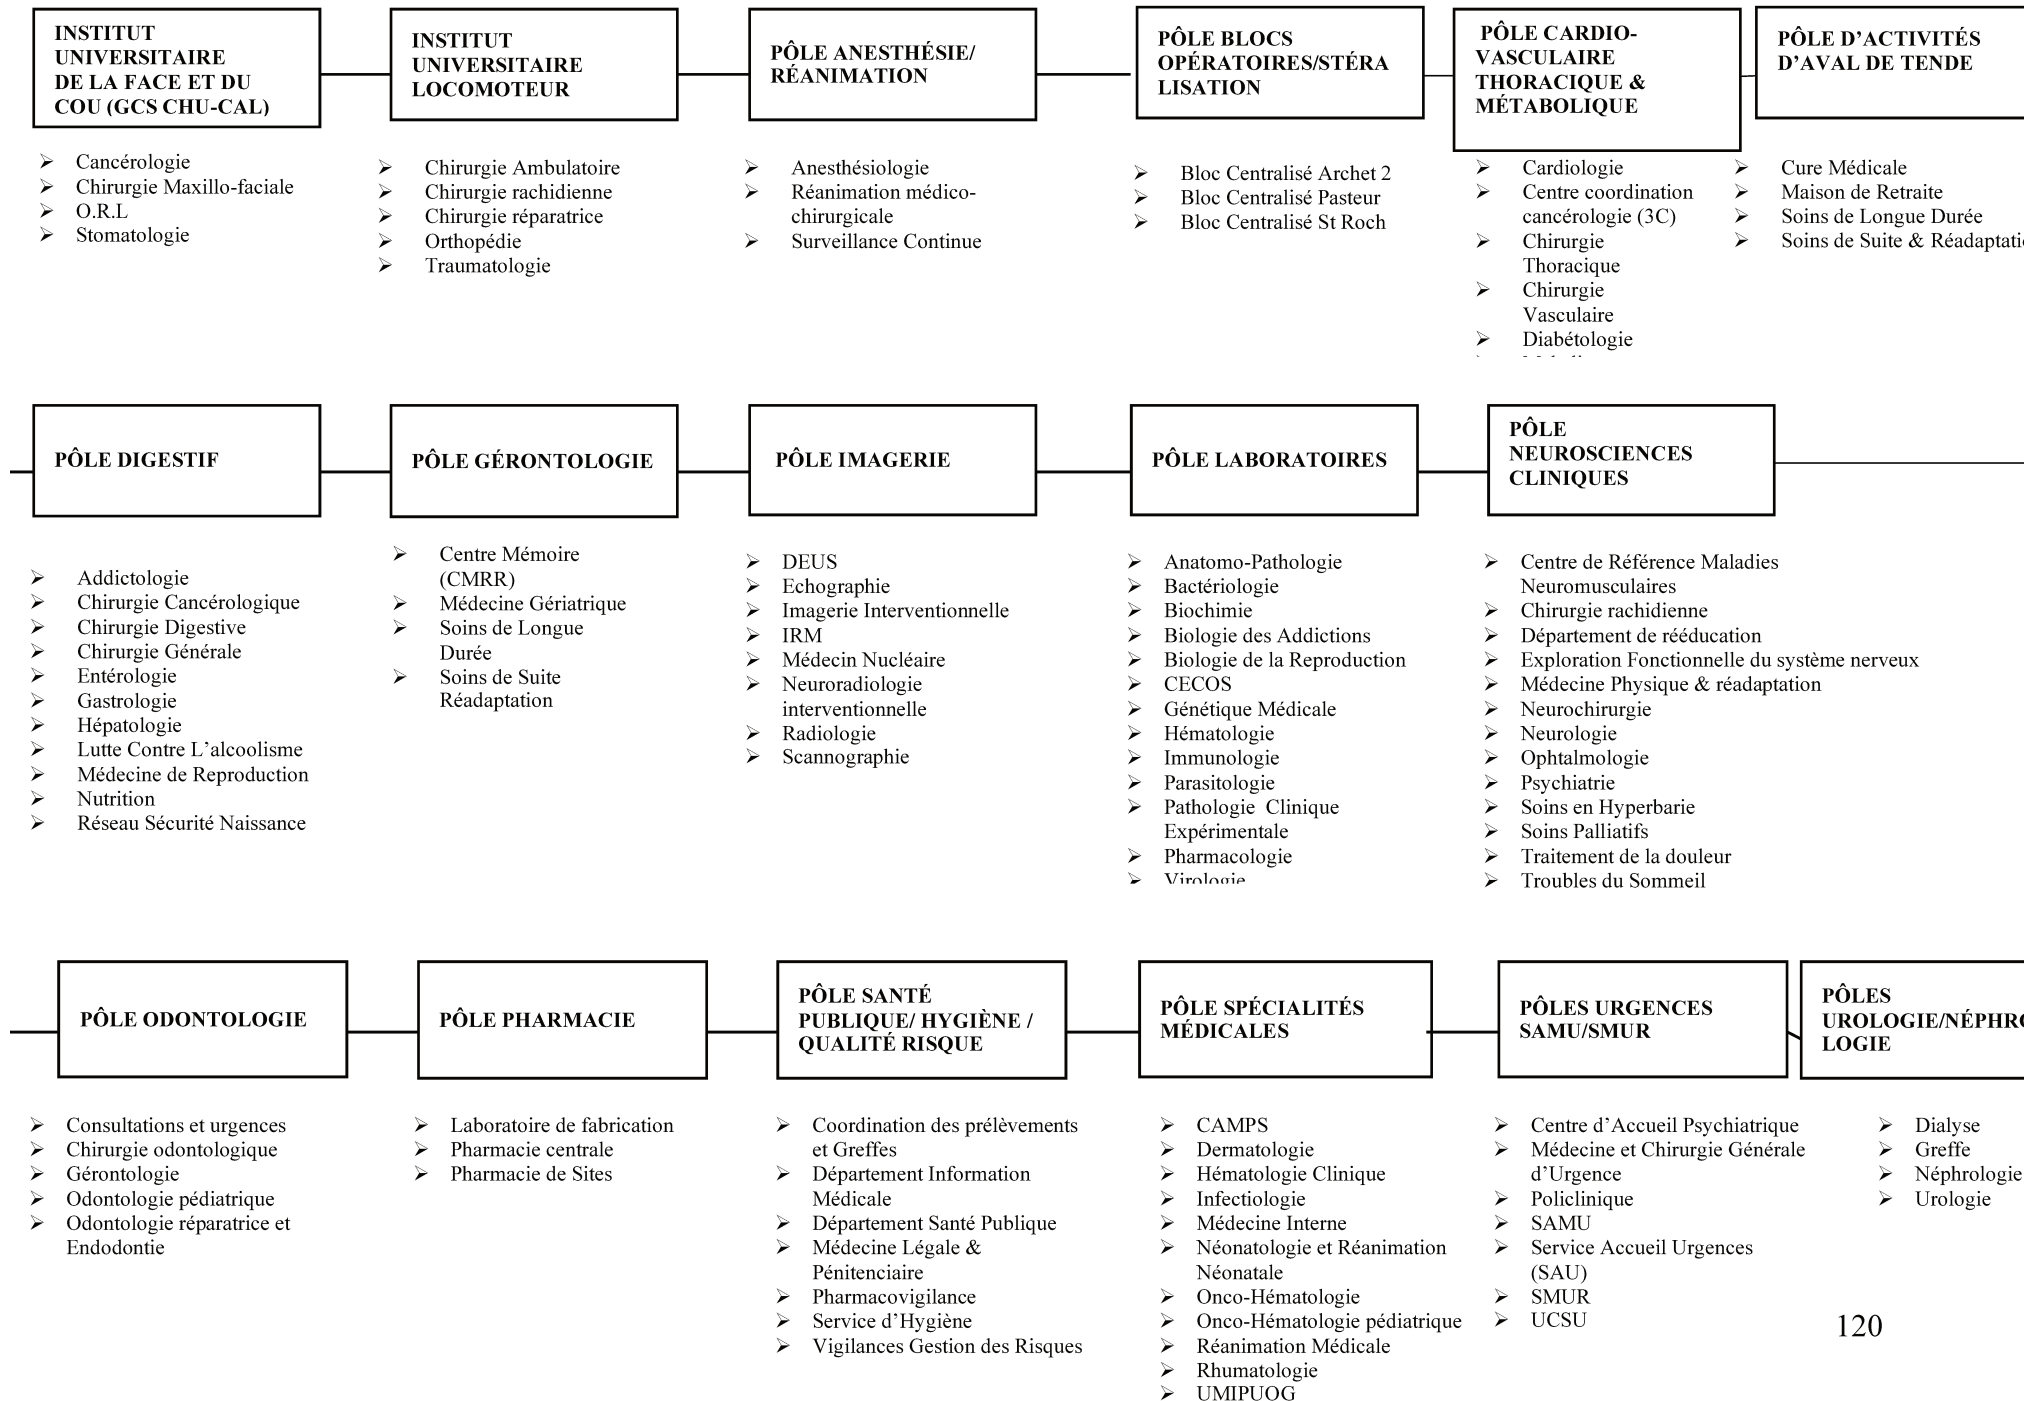 INSTITUT
UNIVERSITAIRE
DE LA FACE ET DU
COU (GCS CHU-CAL)
Cancérologie
Chirurgie Maxillo-faciale
O.R.L
Stomatologie
INSTITUT
UNIVERSITAIRE
LOCOMOTEUR
Chirurgie Ambulatoire
Chirurgie rachidienne
Chirurgie réparatrice
Orthopédie
Traumatologie
PÔLE ANESTHÉSIE/
RÉANIMATION
Anesthésiologie
Réanimation médico-
chirurgicale
Surveillance Continue
PÔLE BLOCS
OPÉRATOIRES/STÉRA
LISATION
Bloc Centralisé Archet 2
Bloc Centralisé Pasteur
Bloc Centralisé St Roch
PÔLE CARDIO-
VASCULAIRE
THORACIQUE &
MÉTABOLIQUE
Cardiologie
Centre coordination
cancérologie (3C)
Chirurgie
Thoracique
Chirurgie
Vasculaire
Diabétologie
PÔLE D'ACTIVITÉS
D'AVAL DE TENDE
Cure Médicale
Maison de Retraite
Soins de Longue Durée
Soins de Suite & Réadaptati
PÔLE DIGESTIF
Addictologie
Chirurgie Cancérologique
Chirurgie Digestive
Chirurgie Générale
Entérologie
Gastrologie
Hépatologie
Lutte Contre L'alcoolisme
Médecine de Reproduction
Nutrition
Réseau Sécurité Naissance
PÔLE GÉRONTOLOGIE
Centre Mémoire
(CMRR)
Médecine Gériatrique
Soins de Longue
Durée
Soins de Suite
Réadaptation
PÔLE IMAGERIE
DEUS
Echographie
Imagerie Interventionnelle
IRM
Médecin Nucléaire
Neuroradiologie
interventionnelle
Radiologie
Scannographie
PÔLE LABORATOIRES
Anatomo-Pathologie
Bactériologie
Biochimie
Biologie des Addictions
Biologie de la Reproduction
CECOS
Génétique Médicale
Hématologie
Immunologie
Parasitologie
Pathologie Clinique
Expérimentale
Pharmacologie
Virologie
PÔLE
NEUROSCIENCES
CLINIQUES
Centre de Référence Maladies
Neuromusculaires
Chirurgie rachidienne
Département de rééducation
Exploration Fonctionnelle du système nerveux
Médecine Physique & réadaptation
Neurochirurgie
Neurologie
Ophtalmologie
Psychiatrie
Soins en Hyperbarie
Soins Palliatifs
Traitement de la douleur
Troubles du Sommeil
PÔLE ODONTOLOGIE
Consultations et urgences
Chirurgie odontologique
Gérontologie
Odontologie pédiatrique
Odontologie réparatrice et
Endodontie
PÔLE PHARMACIE
Laboratoire de fabrication
Pharmacie centrale
Pharmacie de Sites
PÔLE SANTÉ
PUBLIQUE/ HYGIÈNE /
QUALITÉ RISQUE
Coordination des prélèvements
et Greffes
Département Information
Médicale
Département Santé Publique
Médecine Légale &
Pénitenciaire
Pharmacovigilance
Service d'Hygiène
Vigilances Gestion des Risques
PÔLE SPÉCIALITÉS
MÉDICALES
CAMPS
Dermatologie
Hématologie Clinique
Infectiologie
Médecine Interne
Néonatologie et Réanimation
Néonatale
Onco-Hématologie
Onco-Hématologie pédiatrique
Réanimation Médicale
Rhumatologie
UMIPUOG
PÔLES URGENCES
SAMU/SMUR
Centre d'Accueil Psychiatrique
Médecine et Chirurgie Générale
d'Urgence
Policlinique
SAMU
Service Accueil Urgences
(SAU)
SMUR
UCSU
PÔLES
UROLOGIE/NÉPHRO
LOGIE
Dialyse
Greffe
Néphrologie
Urologie
120